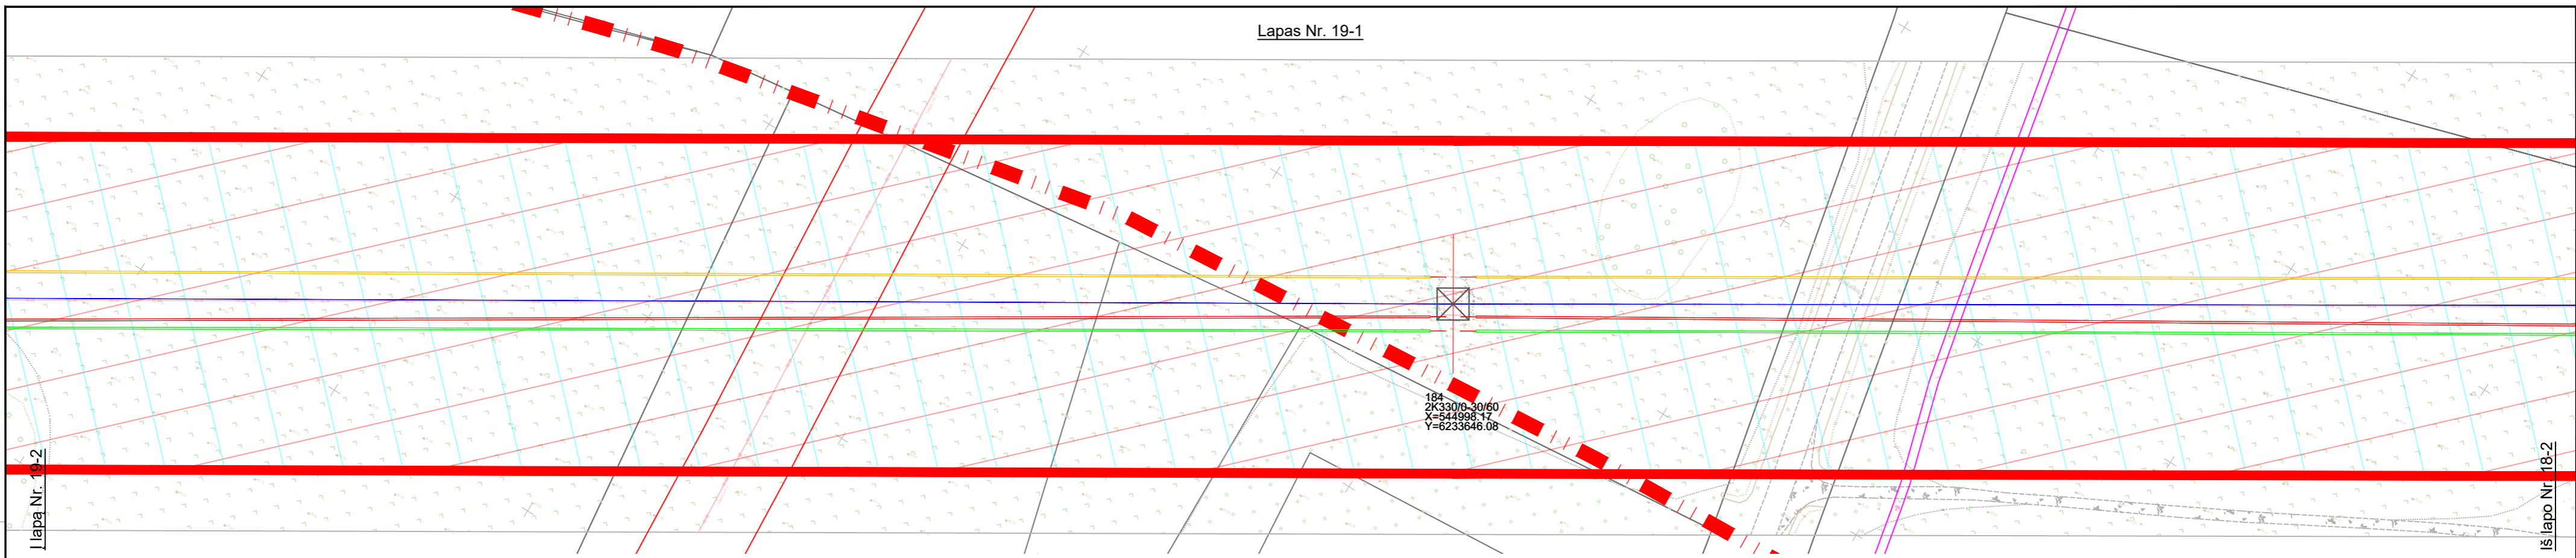 Lapas Nr. 19-1
184
2K330/0-30/60
X=544998.17
Y=6233646.08
Į lapą Nr. 19-2
Iš lapo Nr. 18-2